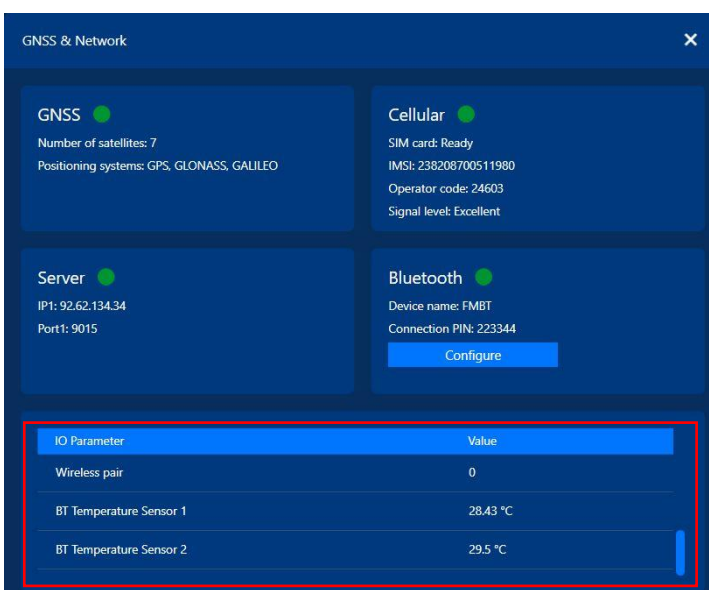 GNSS & Network
GNSS
Number of satellites: 7
Positioning systems: GPS, GLONASS, GALILEO
Cellular
SIM card: Ready
IMSI: 238208700511980
Operator code: 24603
Signal level: Excellent
Server
IP1: 92.62.134.34
Port1: 9015
Bluetooth
Device name: FMBT
Connection PIN: 223344
Configure
IO Parameter Value
Wireless pair 0
BT Temperature Sensor 1 28.43 °C
BT Temperature Sensor 2 29.5 °C